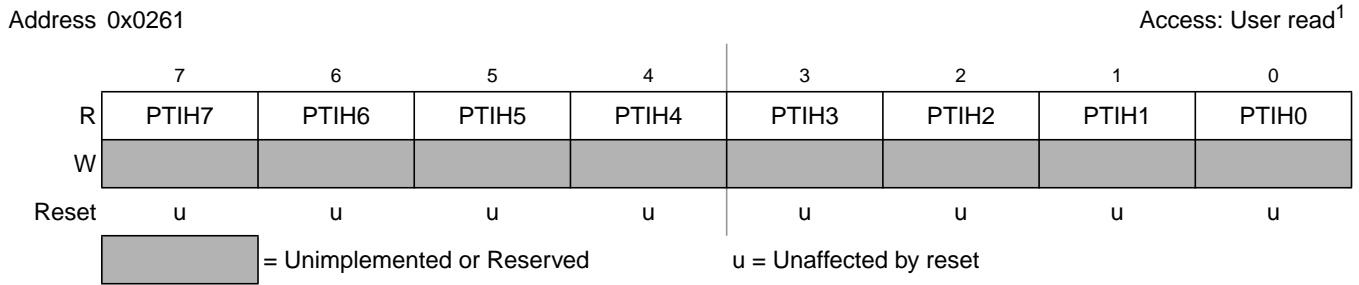 Address 0x0261 Access: User read1
7 6 5 4 3 2 1 0
R PTIH7 PTIH6 PTIH5 PTIH4 PTIH3 PTIH2 PTIH1 PTIH0
W
Reset u u u u u u u u
= Unimplemented or Reserved u = Unaffected by reset